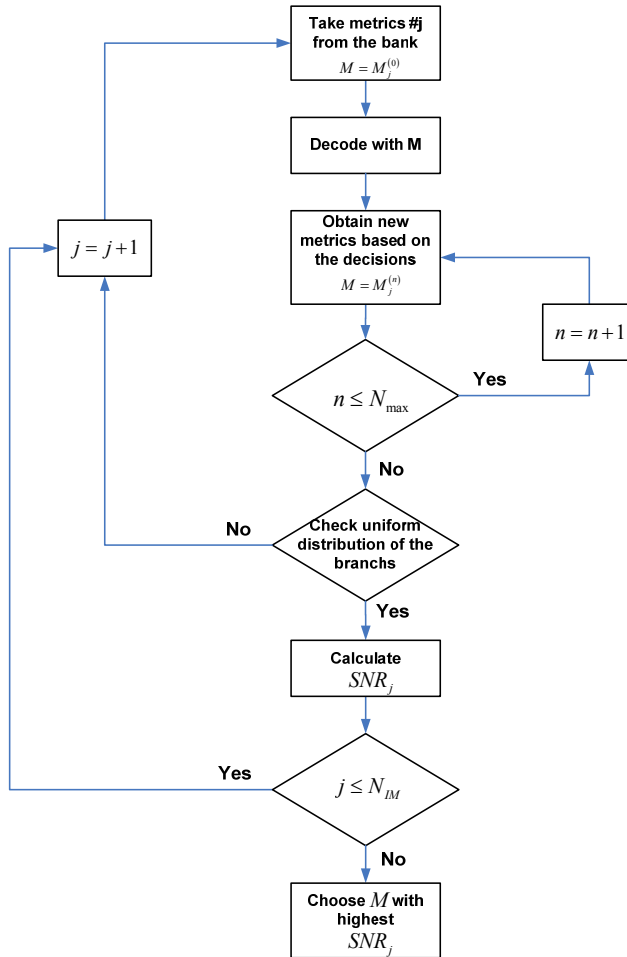 Take metrics #j
from the bank
M = M_j^{(0)}
Decode with M
Obtain new
metrics based on
the decisions
M = M_j^{(n)}
j = j+1
n = n+1
n ≤ N_max
Yes
No
Check uniform
distribution of the
branchs
No
Yes
Calculate
SNR_j
j ≤ N_IM
Yes
No
Choose M with
highest
SNR_j